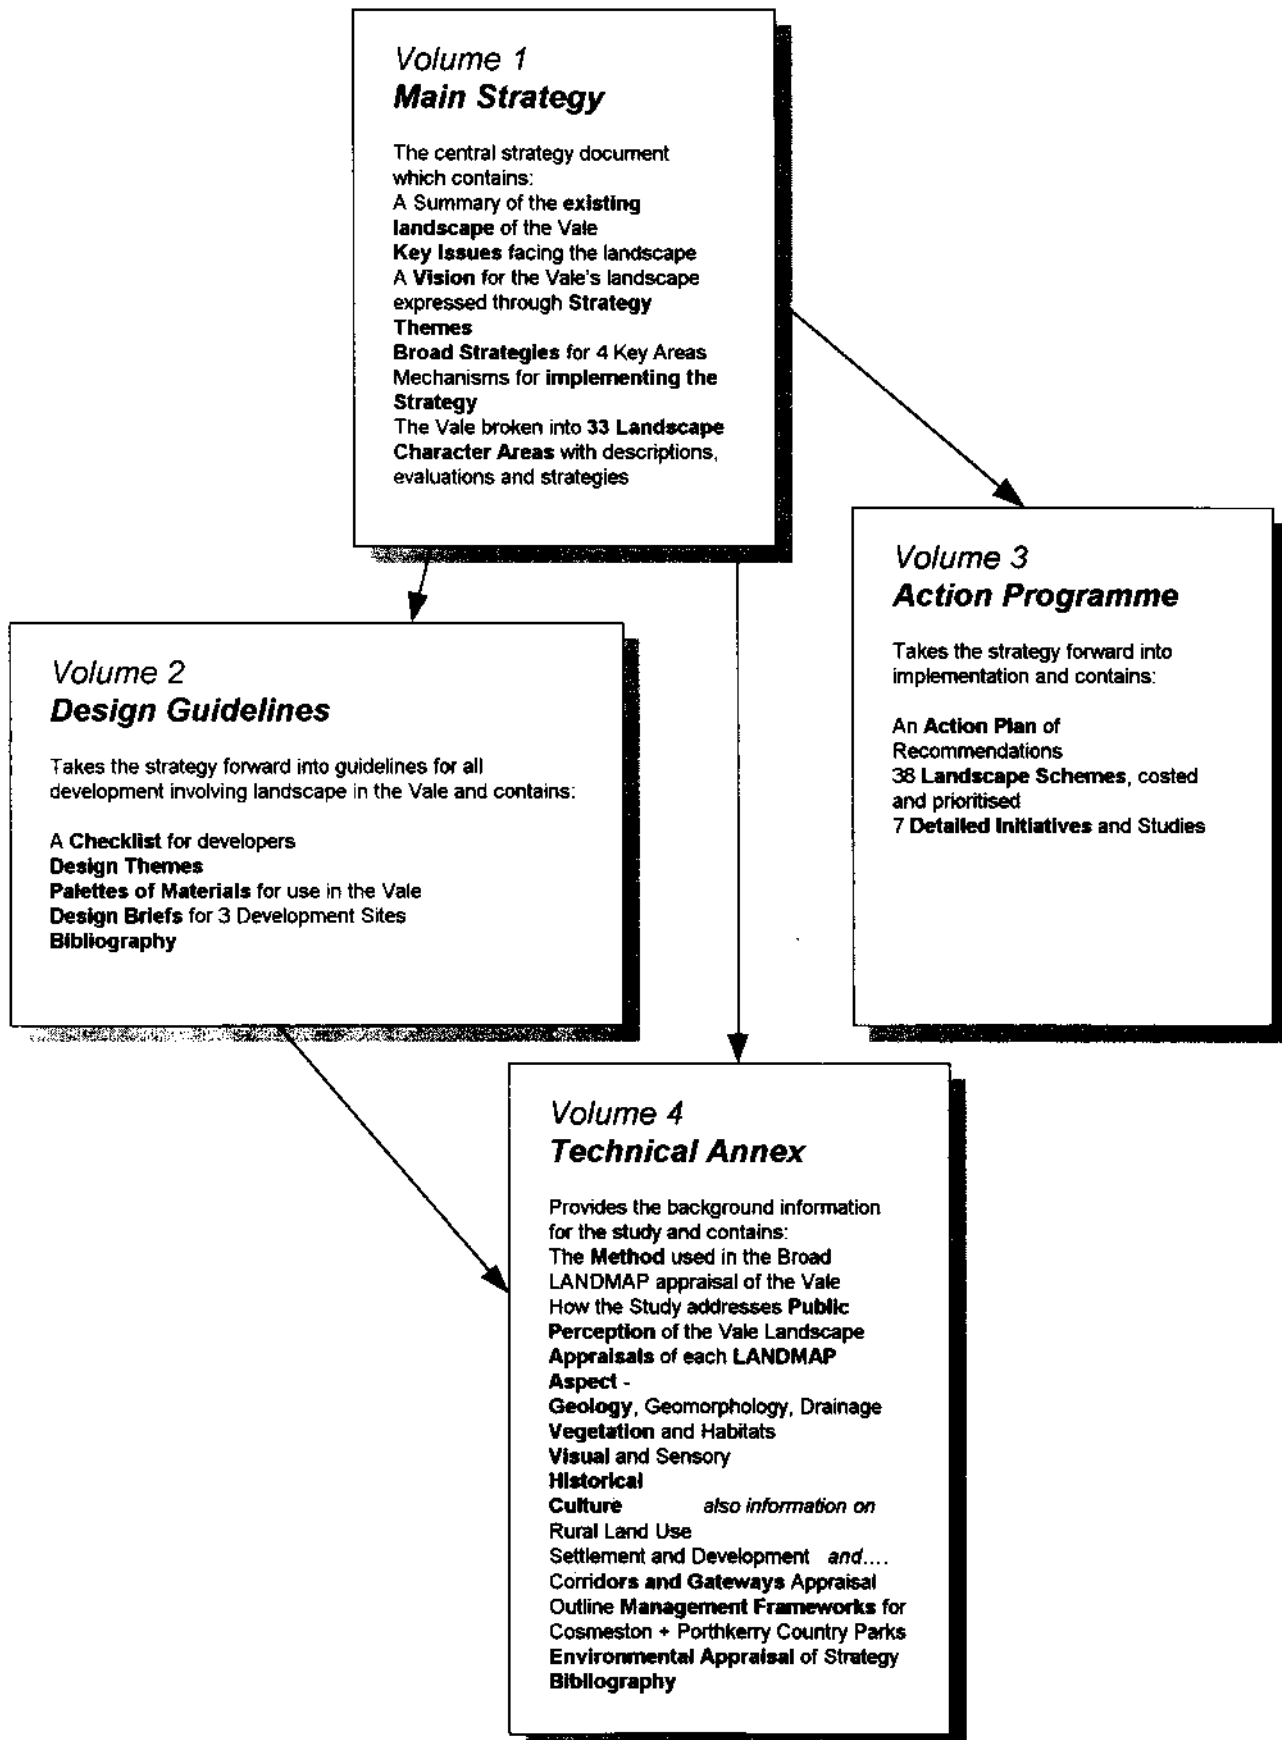 Volume 1
Main Strategy
The central strategy document
which contains:
A Summary of the existing
landscape of the Vale
Key Issues facing the landscape
A Vision for the Vale's landscape
expressed through Strategy
Themes
Broad Strategies for 4 Key Areas
Mechanisms for implementing the
Strategy
The Vale broken into 33 Landscape
Character Areas with descriptions,
evaluations and strategies
Volume 2
Design Guidelines
Takes the strategy forward into guidelines for all
development involving landscape in the Vale and contains:
A Checklist for developers
Design Themes
Palettes of Materials for use in the Vale
Design Briefs for 3 Development Sites
Bibliography
Volume 3
Action Programme
Takes the strategy forward into
implementation and contains:
An Action Plan of
Recommendations
38 Landscape Schemes, costed
and prioritised
7 Detailed Initiatives and Studies
Volume 4
Technical Annex
Provides the background information
for the study and contains:
The Method used in the Broad
LANDMAP appraisal of the Vale
How the Study addresses Public
Perception of the Vale Landscape
Appraisals of each LANDMAP
Aspect -
Geology, Geomorphology, Drainage
Vegetation and Habitats
Visual and Sensory
Historical
Culture also information on
Rural Land Use
Settlement and Development and....
Corridors and Gateways Appraisal
Outline Management Frameworks for
Cosmeston + Porthkerry Country Parks
Environmental Appraisal of Strategy
Bibliography